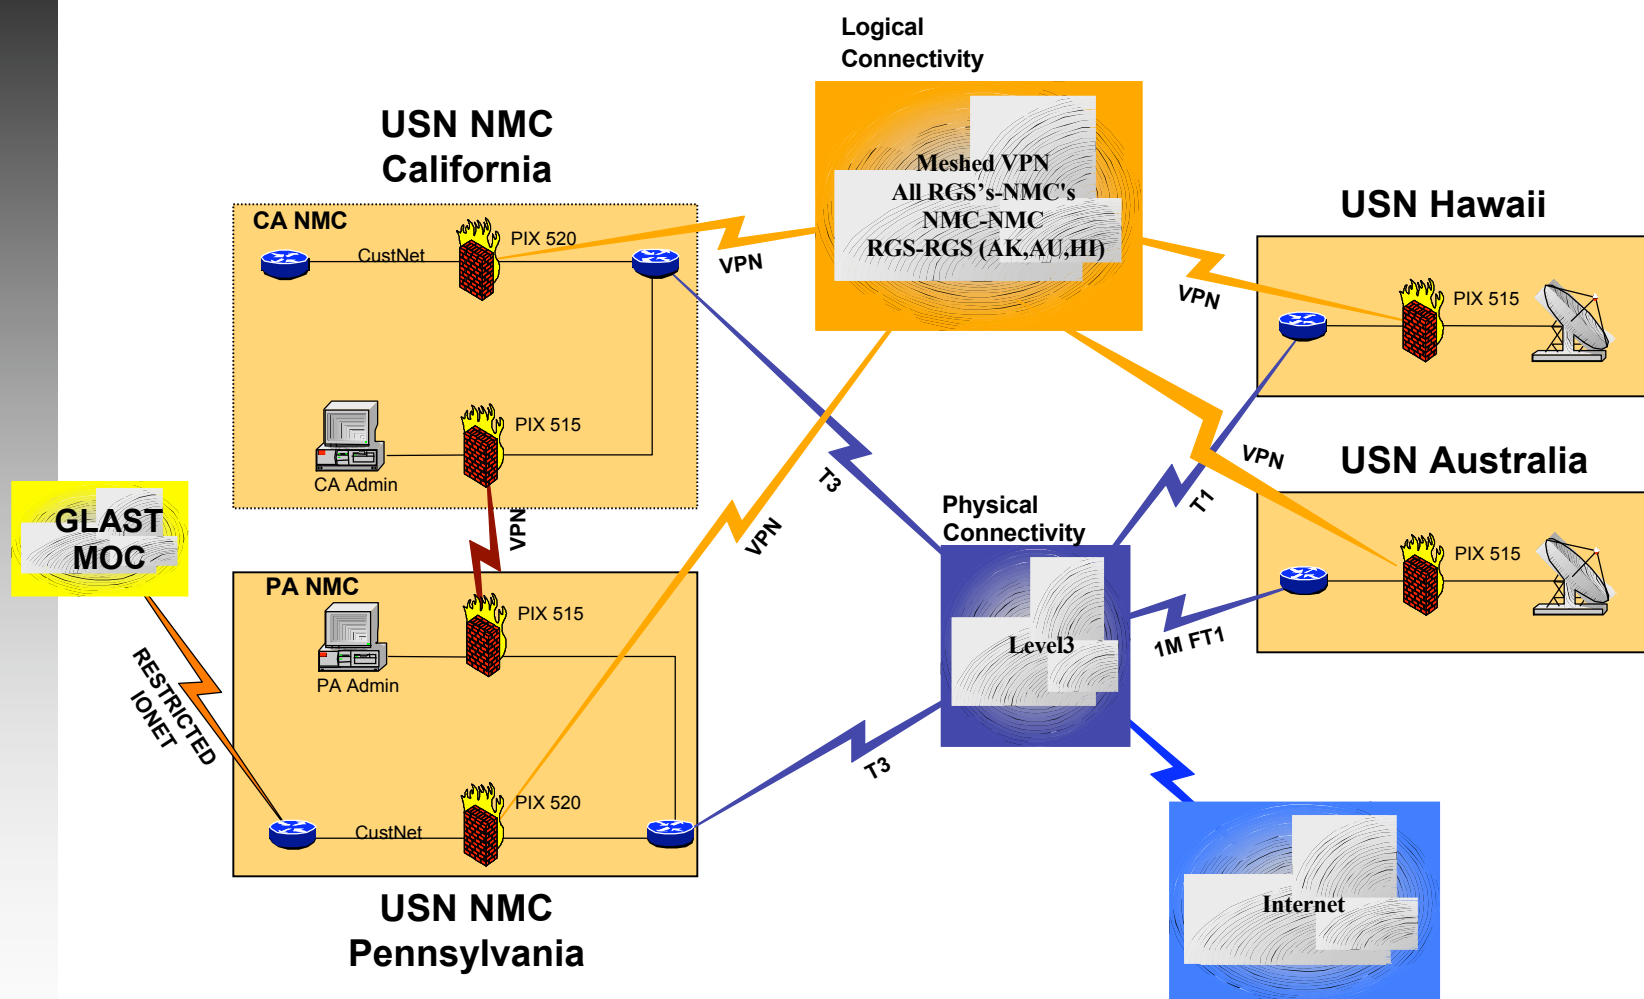 Logical
Connectivity
USN NMC
California
Meshed VPN
All RGS’s-NMC's
NMC-NMC
RGS-RGS (AK,AU,HI)
USN Hawaii
CA NMC
CustNet
PIX 520
VPN
VPN
PIX 515
PIX 515
CA Admin
T3
VPN
T1
USN Australia
GLAST
MOC
VPN
VPN
Physical
Connectivity
PIX 515
PA NMC
PIX 515
PA Admin
Level3
1M FT1
RESTRICTED
IONET
T3
PIX 520
CustNet
Internet
USN NMC
Pennsylvania